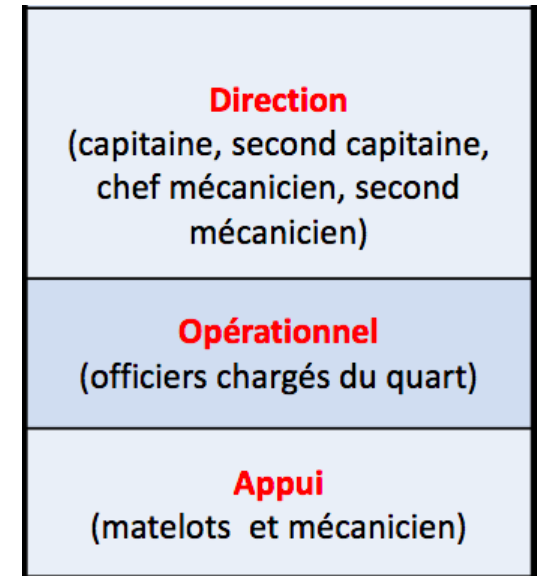 Direction
(capitaine, second capitaine,
chef mécanicien, second
mécanicien)
Opérationnel
(officiers chargés du quart)
Appui
(matelots et mécanicien)